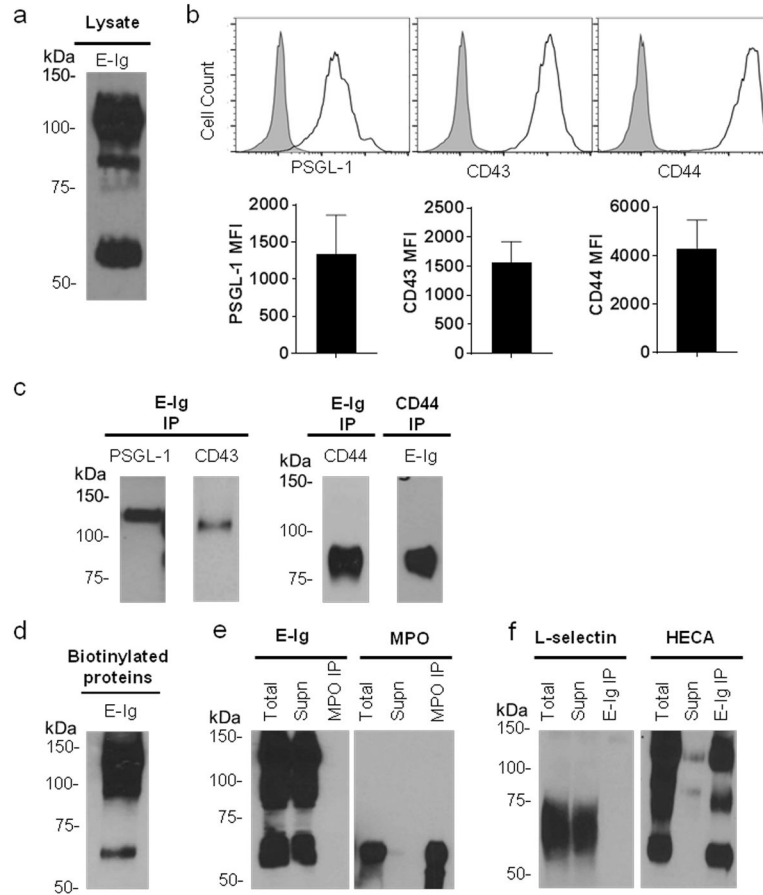 a
Lysate
kDa
E-Ig
150-
100-
75-
50-
b
Cell Count
PSGL-1
CD43
CD44
PSGL-1 MFI
2000
1500
1000
500
0
CD43 MFI
2500
2000
1500
1000
500
0
CD44 MFI
6000
4000
2000
0
c
E-Ig
IP
PSGL-1 CD43
kDa
150-
100-
75-
E-Ig
IP
CD44
IP
CD44
E-Ig
kDa
150-
100-
75-
d
Biotinylated
proteins
E-Ig
kDa
150-
100-
75-
50-
e
E-Ig
MPO
Total
Supn
MPO IP
Total
Supn
MPO IP
kDa
150-
100-
75-
50-
f
L-selectin
HECA
Total
Supn
E-Ig IP
Total
Supn
E-Ig IP
kDa
150-
100-
75-
50-